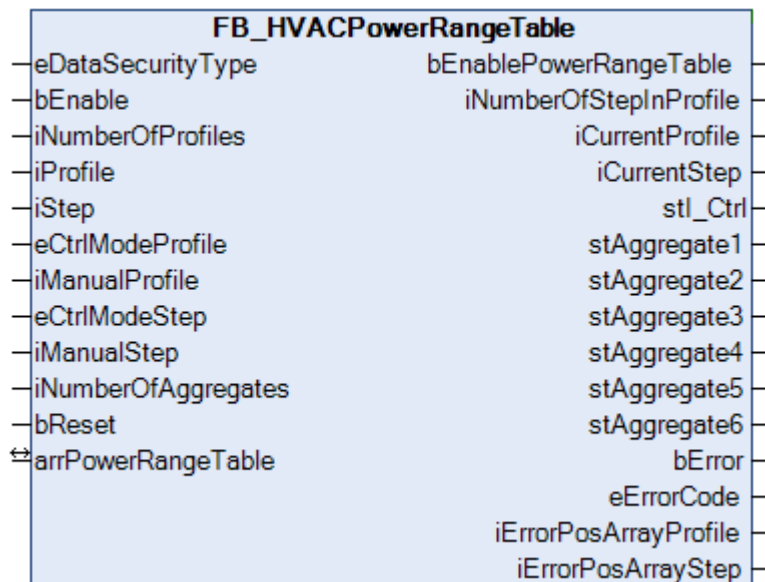 FB_HVACPowerRangeTable
eDataSecurityType bEnablePowerRangeTable
bEnable iNumberOfStepInProfile
iNumberOfProfiles iCurrentProfile
iProfile iCurrentStep
iStep stI_Ctrl
eCtrlModeProfile stAggregate1
iManualProfile stAggregate2
eCtrlModeStep stAggregate3
iManualStep stAggregate4
iNumberOfAggregates stAggregate5
bReset stAggregate6
arrPowerRangeTable bError
eErrorCode
iErrorPosArrayProfile
iErrorPosArrayStep